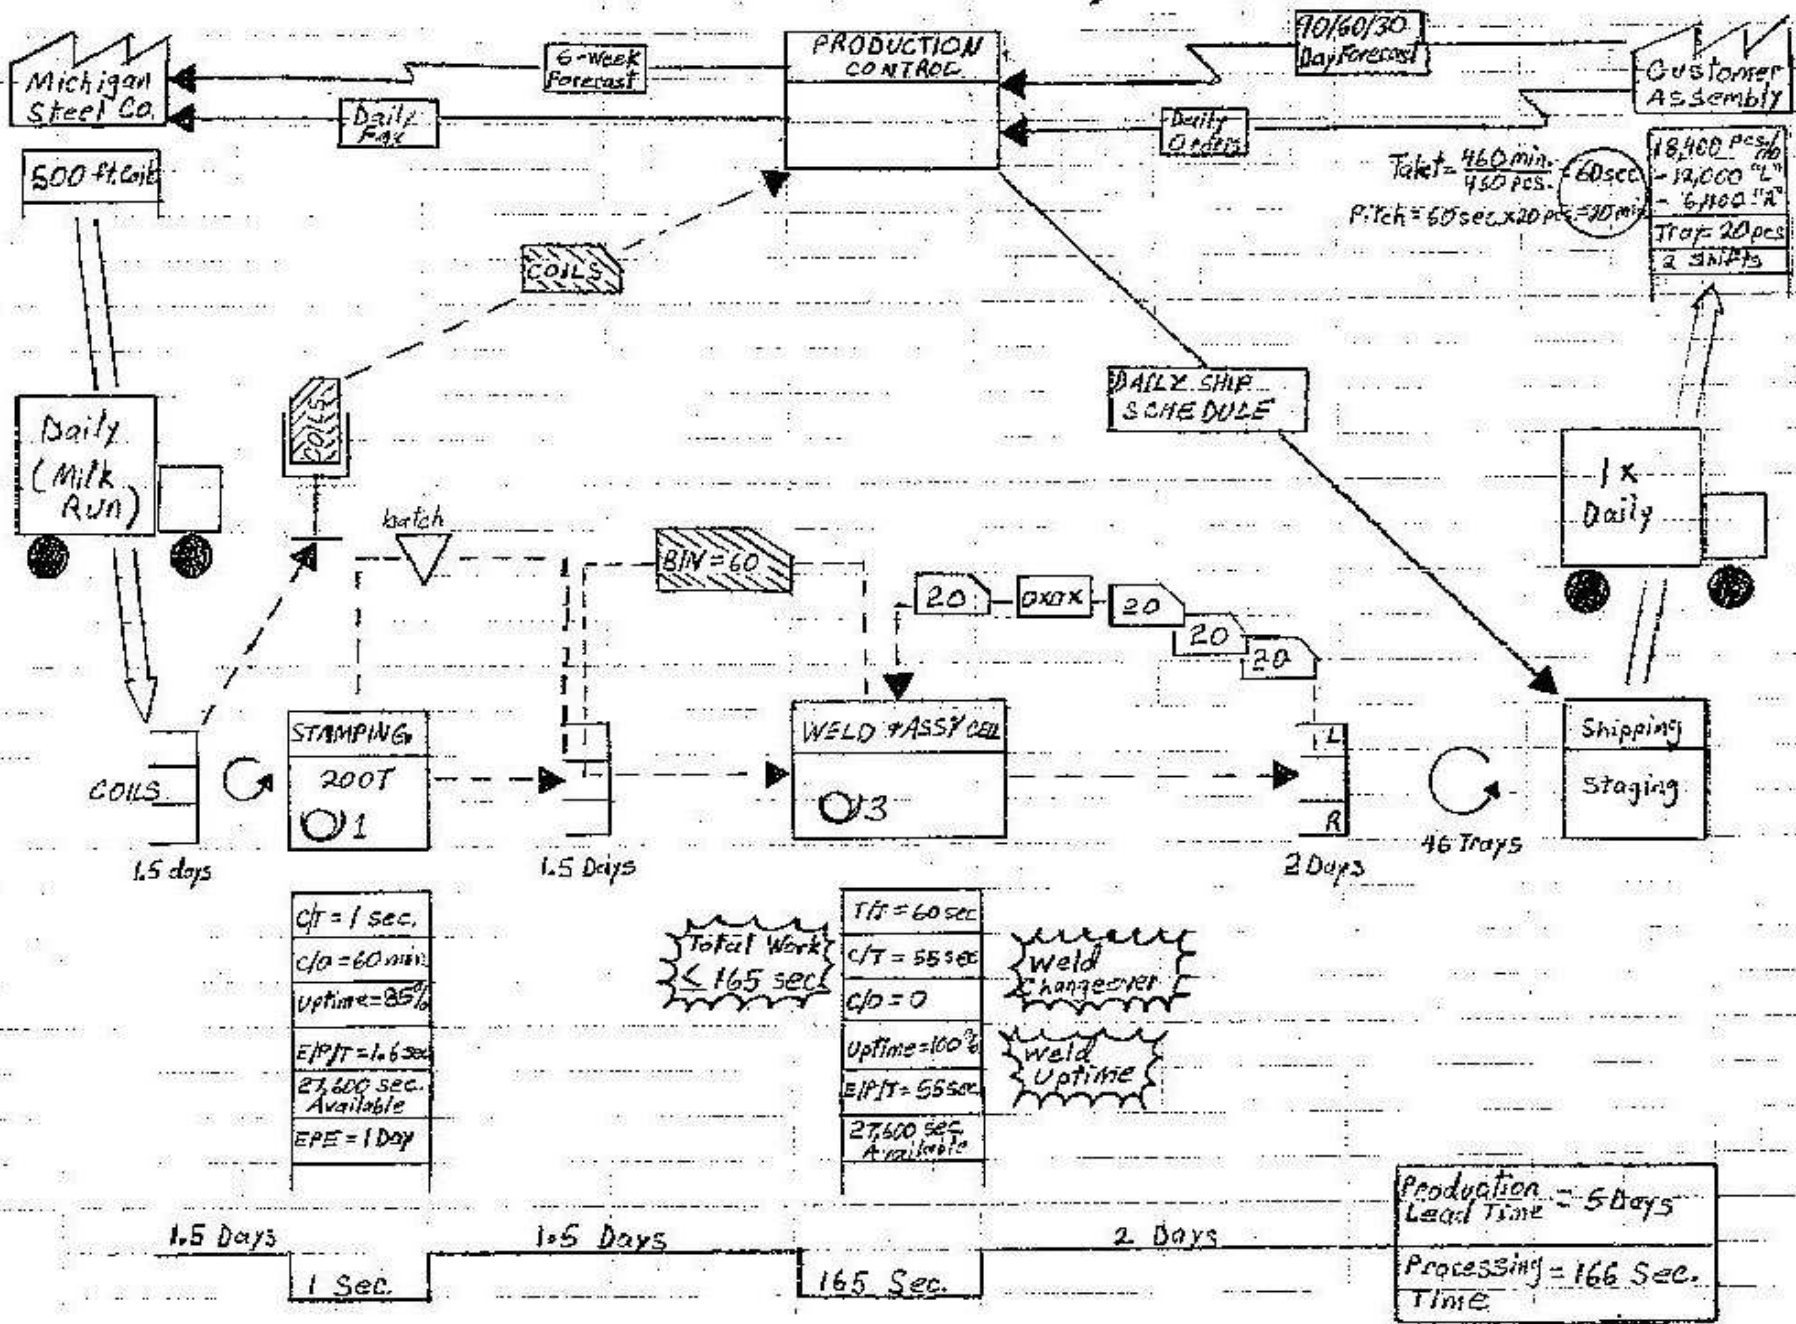 Michigan
Steel Co.
6-Week
Forecast
Daily
Fax
PRODUCTION
CONTROL
90/60/30
Day Forecast
Daily
Orders
Customer
Assembly
500 ft. Coils
Takt = 460 min.
460 pcs.
= 60 sec
Pitch = 60 sec x 20 pcs = 20 min
18,400 pcs/
mo
- 12,000 "L"
- 6,400 "R"
Tray = 20 pcs
2 Shifts
COILS
COILS
DAILY SHIP
SCHEDULE
Daily
(Milk
Run)
1x
Daily
batch
BIN = 60
20
OXOX
20
20
20
COILS
STAMPING
200T
1
WELD + ASSY CELL
3
L
R
46 Trays
Shipping
Staging
1.5 days
1.5 Days
2 Days
C/T = 1 sec.
C/O = 60 min.
Uptime = 85%
E/P/T = 1.6 sec
27,600 sec.
Available
EPE = 1 Day
Total Work
≤ 165 sec
T/T = 60 sec
C/T = 55 sec
C/O = 0
Uptime = 100%
E/P/T = 55 sec
27,600 sec.
Available
Weld
Changeover
Weld
Uptime
1.5 Days
1 Sec.
1.5 Days
165 Sec.
2 Days
Production
Lead Time = 5 Days
Processing
Time = 166 Sec.